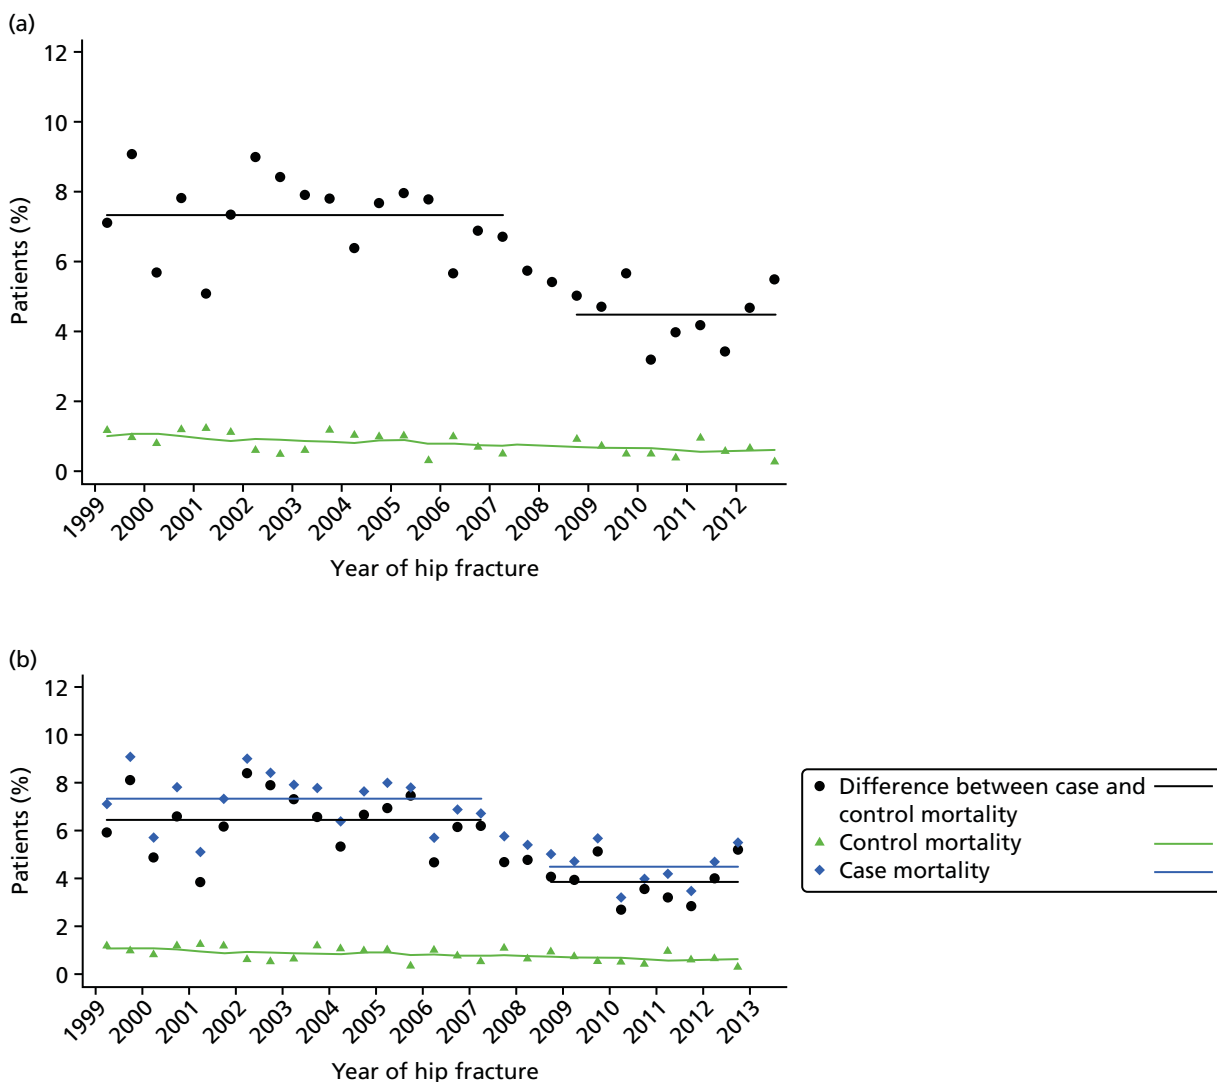 (a)
12
10
8
6
4
2
0
Patients (%)
1999 2000 2001 2002 2003 2004 2005 2006 2007 2008 2009 2010 2011 2012
Year of hip fracture
(b)
12
10
8
6
4
2
0
Patients (%)
1999 2000 2001 2002 2003 2004 2005 2006 2007 2008 2009 2010 2011 2012 2013
Year of hip fracture
Difference between case and
control mortality
Control mortality
Case mortality